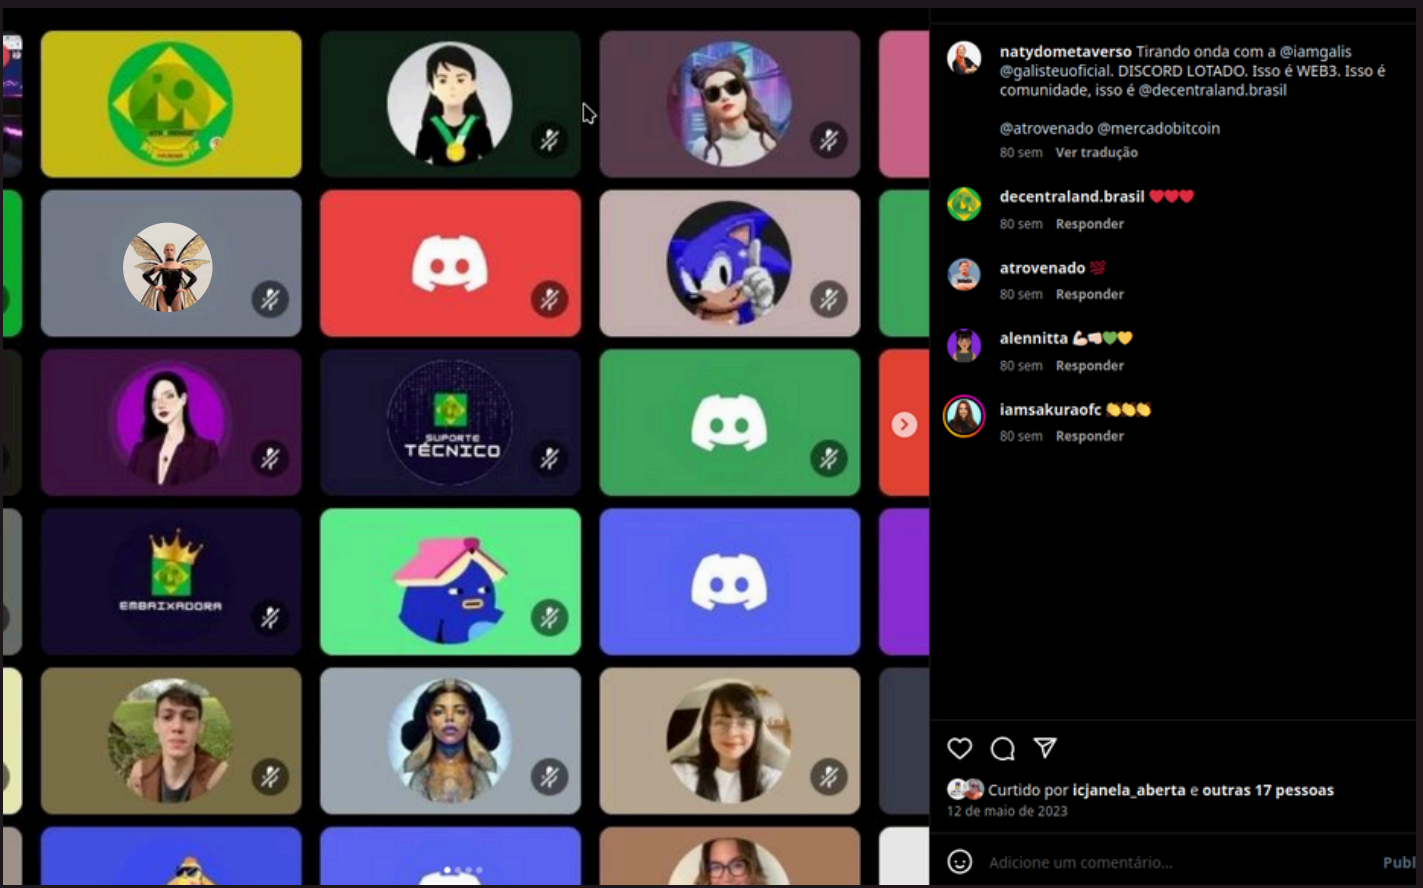 SUPORTE
TÉCNICO
EMBAIXADORA
natydometaverso Tirando onda com a @iamgalis
@galisteuoficial. DISCORD LOTADO. Isso é WEB3. Isso é
comunidade, isso é @decentraland.brasil
@atrovenado @mercadobitcoin
80 sem Ver tradução
decentraland.brasil ❤️❤️❤️
80 sem Responder
atrovenado 💯
80 sem Responder
alennitta 💪🏻👊🏻💚💛
80 sem Responder
iamsakuraofc 👏👏👏
80 sem Responder
Curtido por icjanela_aberta e outras 17 pessoas
12 de maio de 2023
Adicione um comentário... Publ